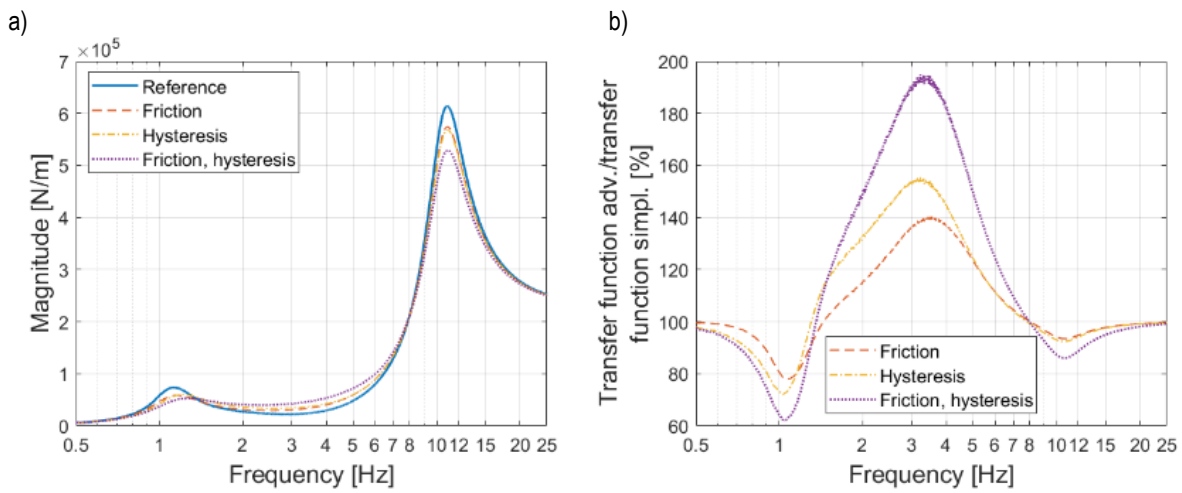 a)
×10⁵
7
6
5
4
3
2
1
0
Magnitude [N/m]
Reference
Friction
Hysteresis
Friction, hysteresis
0.5 1 2 3 4 5 6 7 8 10 12 15 20 25
Frequency [Hz]
b)
200
180
160
140
120
100
80
60
Transfer function adv./transfer
function simpl. [%]
Friction
Hysteresis
Friction, hysteresis
0.5 1 2 3 4 5 6 7 8 10 12 15 20 25
Frequency [Hz]